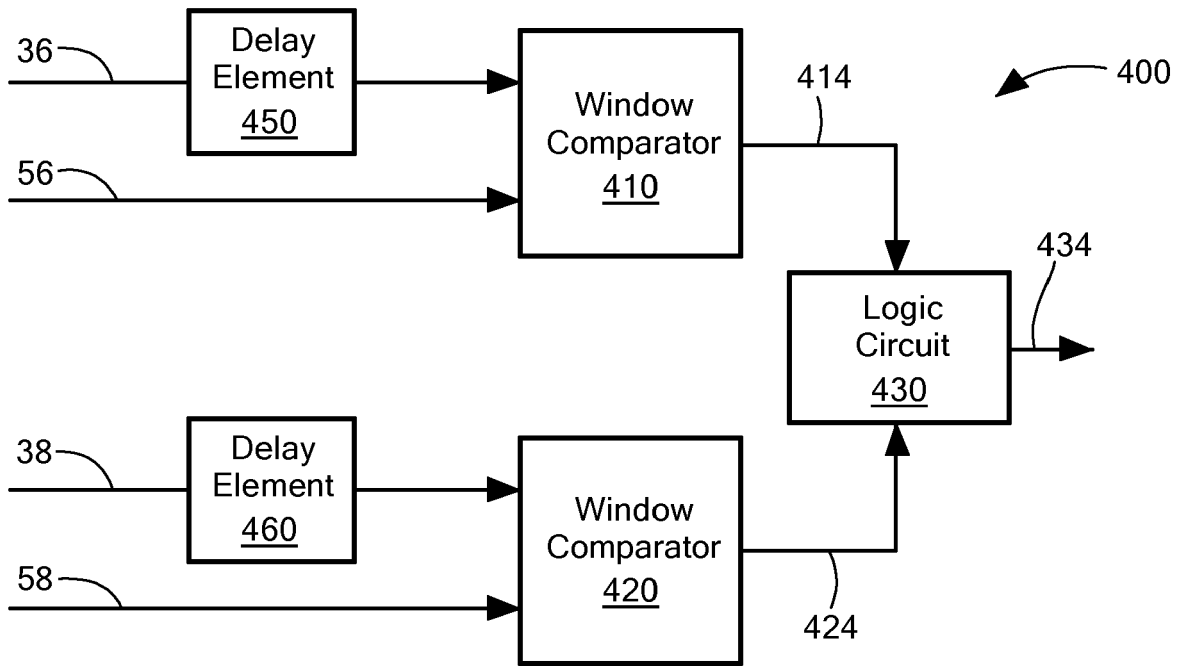 36
Delay
Element
450
56
Window
Comparator
410
414
400
434
Logic
Circuit
430
38
Delay
Element
460
58
Window
Comparator
420
424